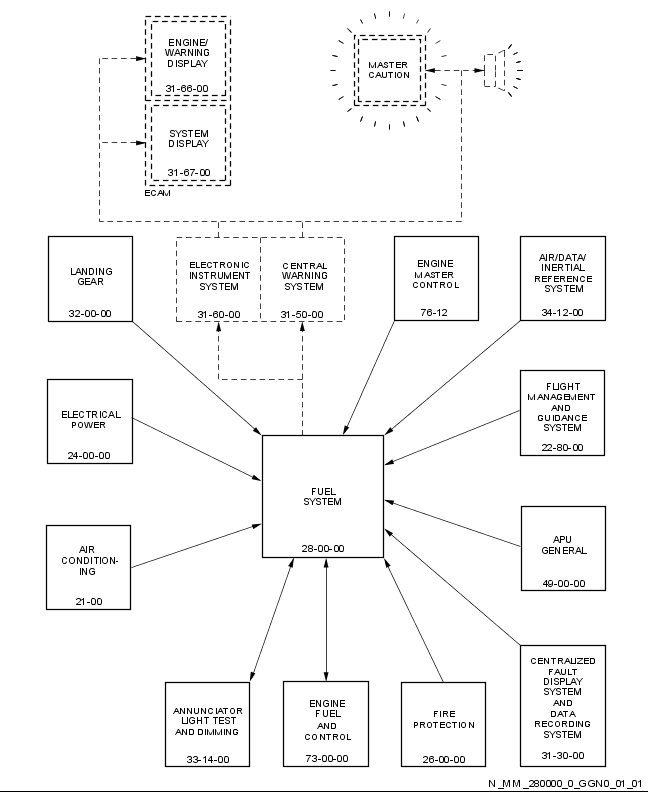 ENGINE/
WARNING
DISPLAY
31-66-00
SYSTEM
DISPLAY
31-67-00
ECAM
MASTER
CAUTION
LANDING
GEAR
32-00-00
ELECTRONIC
INSTRUMENT
SYSTEM
31-60-00
CENTRAL
WARNING
SYSTEM
31-50-00
ENGINE
MASTER
CONTROL
76-12
AIR/DATA/
INERTIAL
REFERENCE
SYSTEM
34-12-00
ELECTRICAL
POWER
24-00-00
FLIGHT
MANAGEMENT
AND
GUIDANCE
SYSTEM
22-80-00
FUEL
SYSTEM
28-00-00
AIR
CONDITION-
ING
21-00
APU
GENERAL
49-00-00
ANNUNCIATOR
LIGHT TEST
AND DIMMING
33-14-00
ENGINE
FUEL
AND
CONTROL
73-00-00
FIRE
PROTECTION
26-00-00
CENTRALIZED
FAULT
DISPLAY
SYSTEM
AND
DATA
RECORDING
SYSTEM
31-30-00
N_MM_280000_0_GGN0_01_01